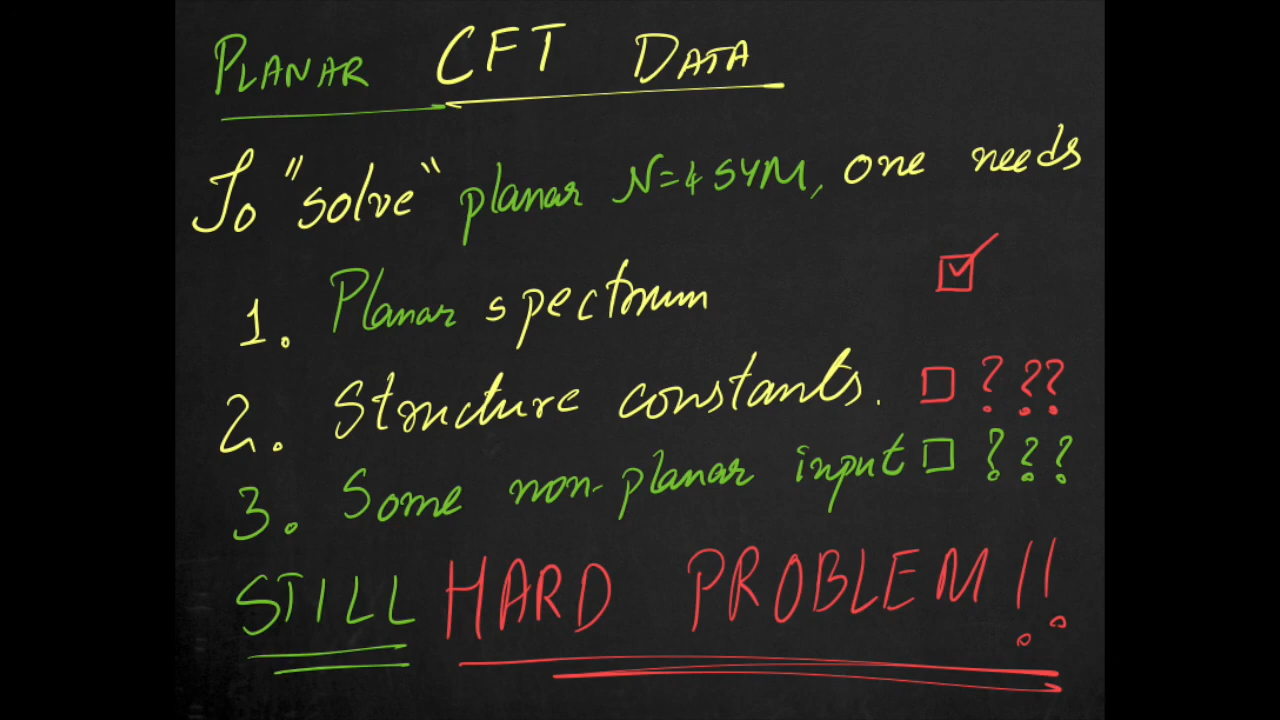 PLANAR CFT DATA
To "solve" planar N=4 SYM, one needs
1. Planar spectrum
2. Structure constants. ???
3. Some non-planar input ???
STILL HARD PROBLEM!!